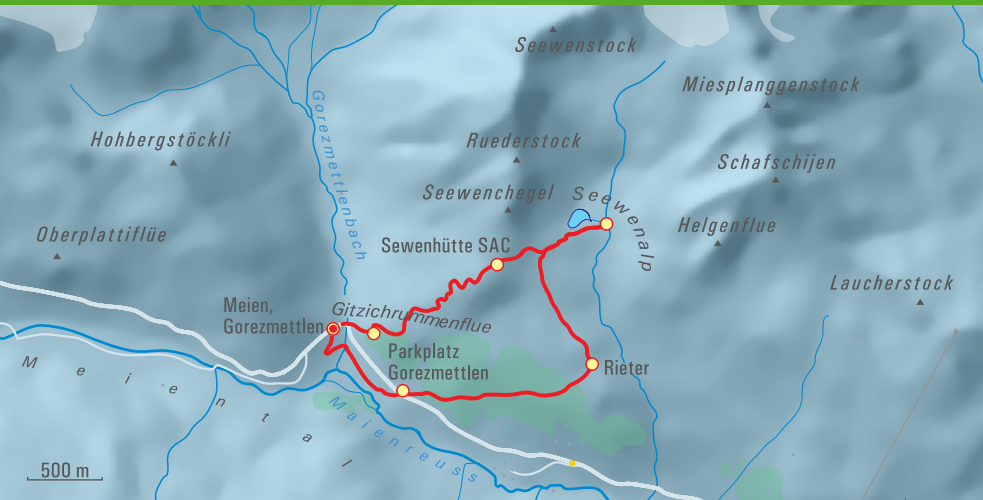 Seewenstock
Miesplanggenstock
Gorezmettlenbach
Hohbergstöckli
Ruederstock
Schafschijen
Seewenchegel
Seewenalp
Helgenflue
Oberplattiflüe
Sewenhütte SAC
Laucherstock
Meien,
Gorezmettlen
Gitzichrummenflue
Parkplatz
Gorezmettlen
Rieter
Meiental
Maienreuss
500 m